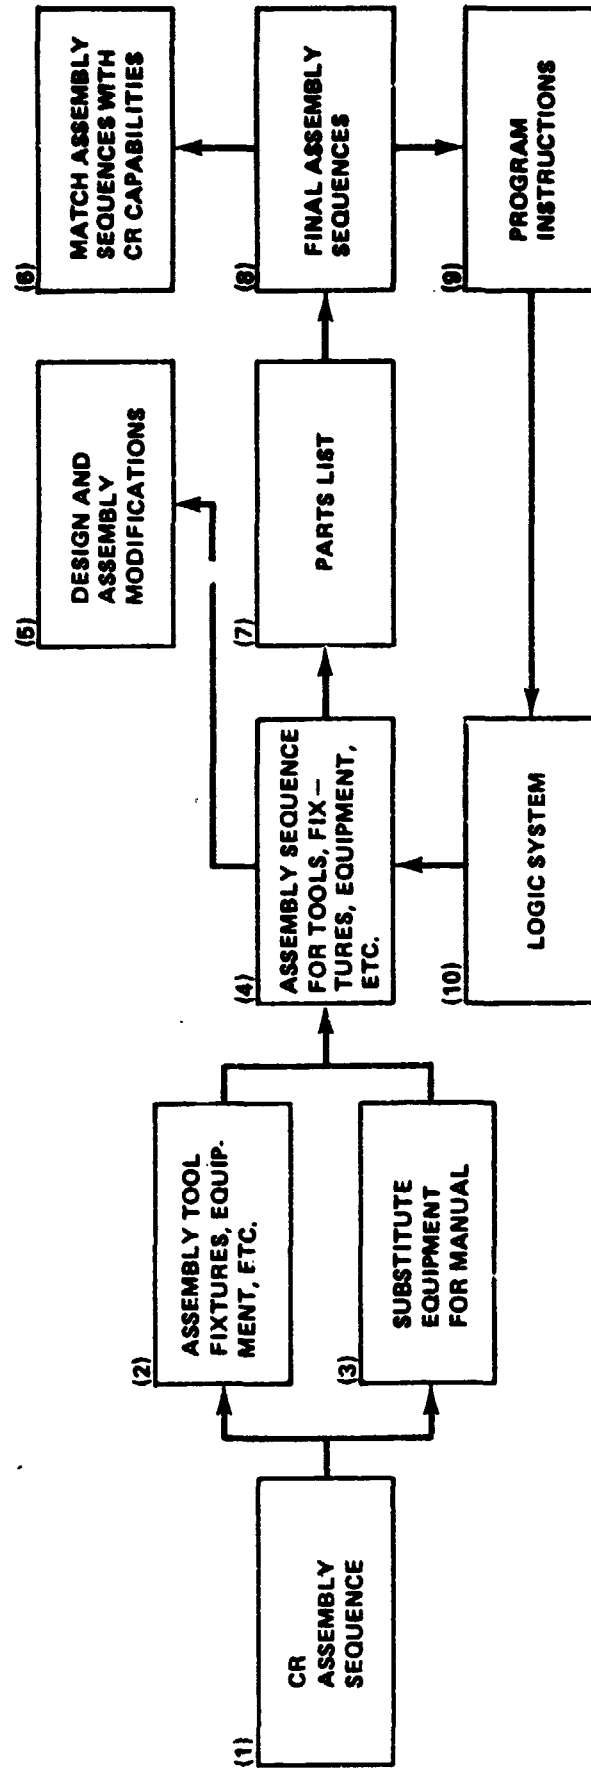 (1)
CR
ASSEMBLY
SEQUENCE
(2)
ASSEMBLY TOOL
FIXTURES, EQUIP-
MENT, ETC.
(3)
SUBSTITUTE
EQUIPMENT
FOR MANUAL
(4)
ASSEMBLY SEQUENCE
FOR TOOLS, FIX–
TURES, EQUIPMENT,
ETC.
(5)
DESIGN AND
ASSEMBLY
MODIFICATIONS
(6)
MATCH ASSEMBLY
SEQUENCES WITH
CR CAPABILITIES
(7)
PARTS LIST
(8)
FINAL ASSEMBLY
SEQUENCES
(9)
PROGRAM
INSTRUCTIONS
(10)
LOGIC SYSTEM